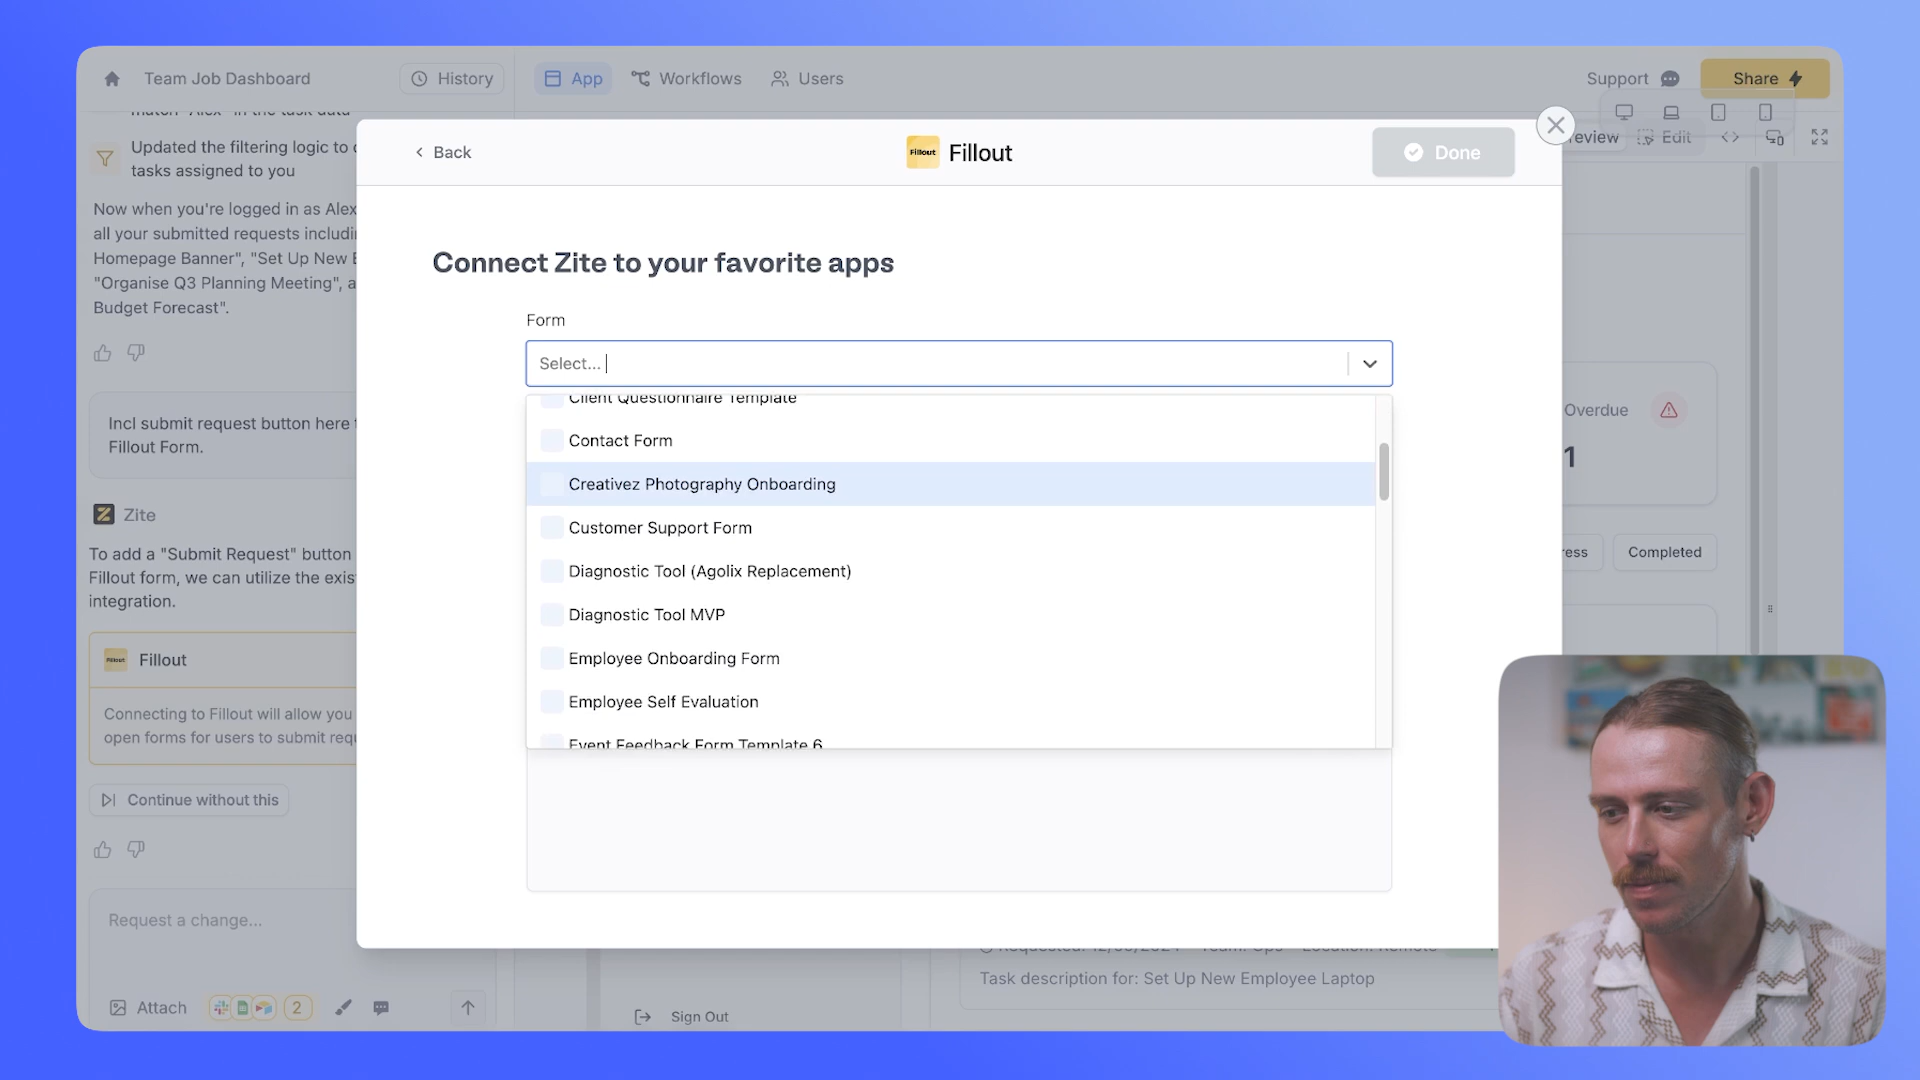 Team Job Dashboard
History
App
Workflows
Users
Support
Share
Updated the filtering logic to
tasks assigned to you
Now when you're logged in as Alex
all your submitted requests
Homepage Banner", "Set Up New
"Organise Q3 Planning Meeting",
Budget Forecast".
Incl submit request button here
Fillout Form.
Zite
To add a "Submit Request" button
Fillout form, we can utilize the
integration.
Fillout
Fillout
Connecting to Fillout will allow you
open forms for users to submit
Continue without this
Request a change...
Attach
2
Back
Fillout
Fillout
Done
Edit
Connect Zite to your favorite apps
Form
Select...
Client Questionnaire Template
Contact Form
Creativez Photography Onboarding
Customer Support Form
Diagnostic Tool (Agolix Replacement)
Diagnostic Tool MVP
Employee Onboarding Form
Employee Self Evaluation
Event Feedback Form Template 6
Overdue
1
Completed
Task description for: Set Up New Employee Laptop
Sign Out